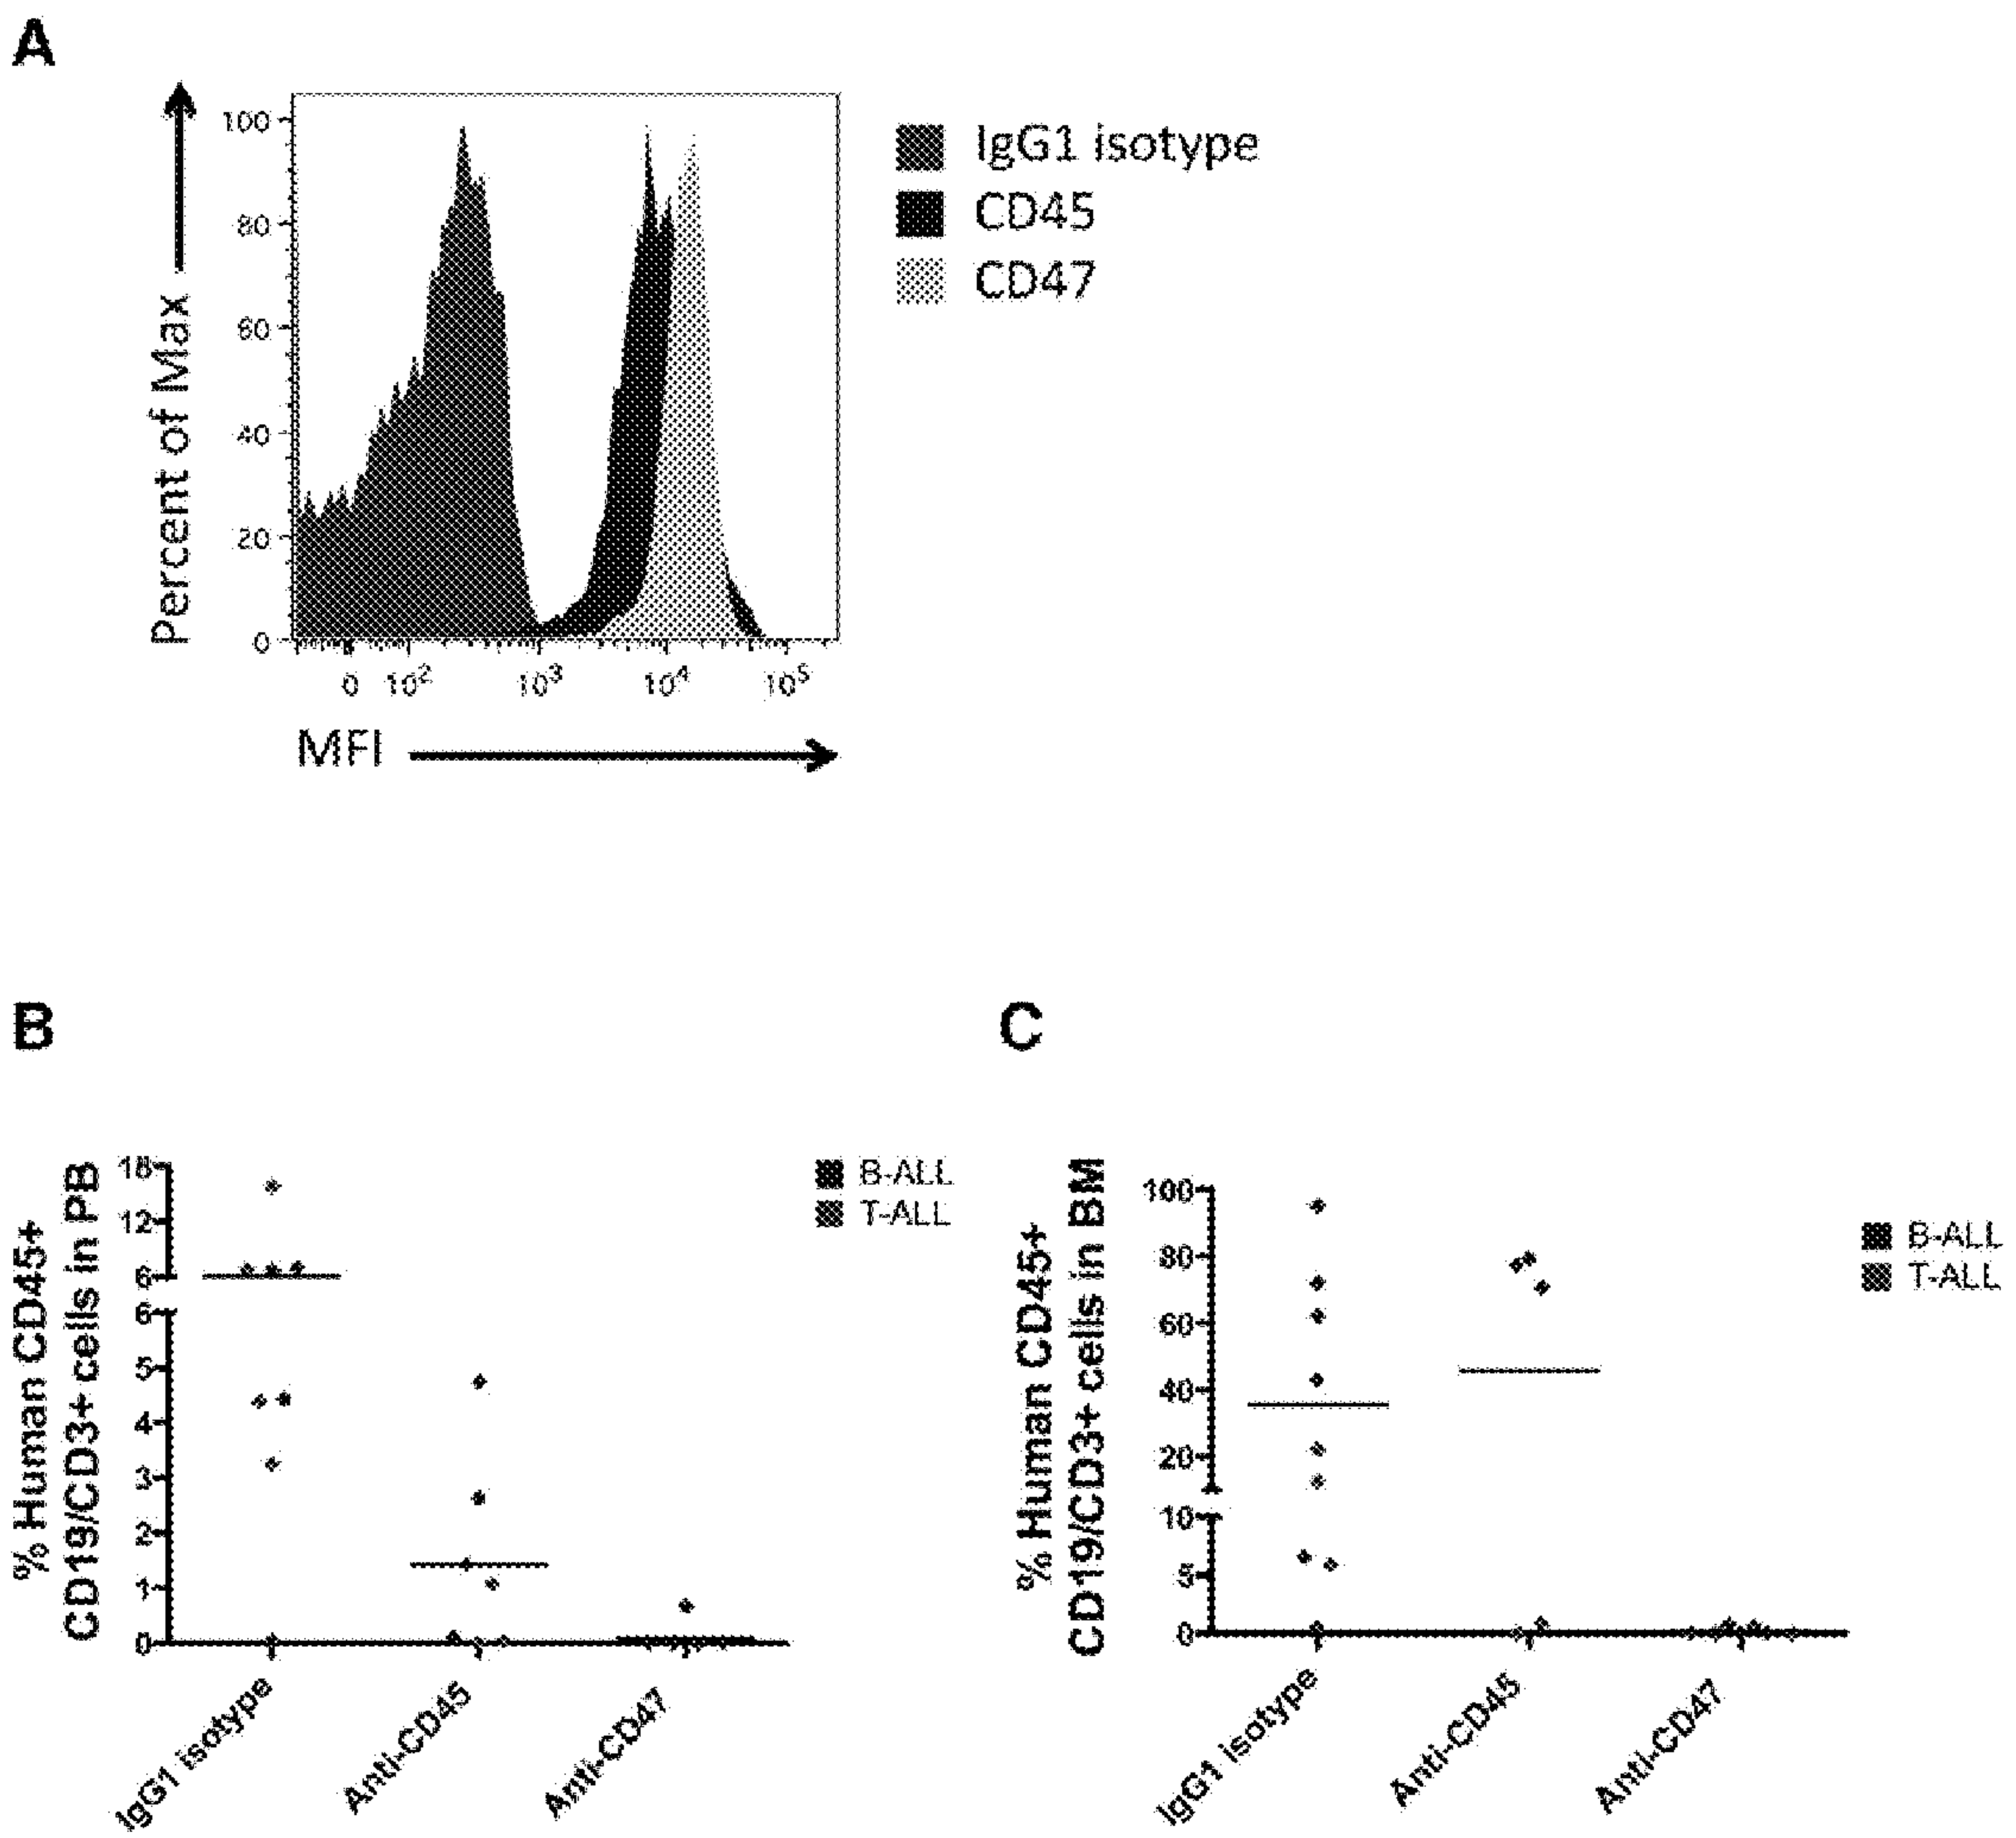 A
Percent of Max
100
80
60
40
20
0
0 10² 10³ 10⁴ 10⁵
MFI
IgG1 isotype
CD45
CD47
B
% Human CD45+
CD19/CD3+ cells in PB
18
12
6
6
5
4
3
2
1
0
IgG1 isotype
Anti-CD45
Anti-CD47
B-ALL
T-ALL
C
% Human CD45+
CD19/CD3+ cells in BM
100
80
60
40
20
10
5
0
IgG1 isotype
Anti-CD45
Anti-CD47
B-ALL
T-ALL